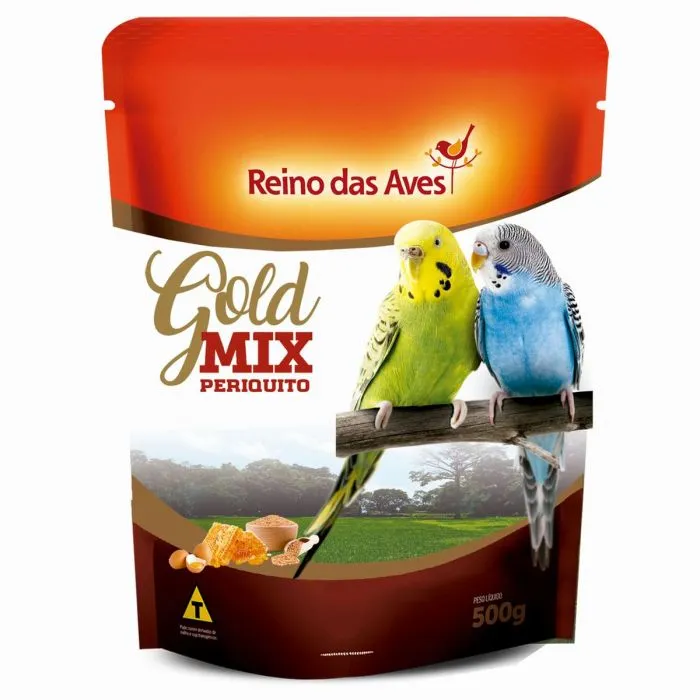 Reino das Aves
Gold
MIX
PERIQUITO
T
PESO LÍQUIDO
500g